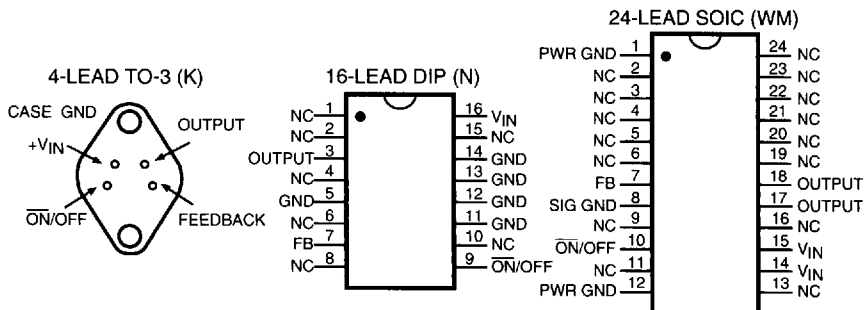 4-LEAD TO-3 (K)
CASE GND
+VIN
OUTPUT
ON/OFF
FEEDBACK
16-LEAD DIP (N)
NC 1
NC 2
OUTPUT 3
NC 4
GND 5
NC 6
FB 7
NC 8
16 VIN
15 NC
14 GND
13 GND
12 GND
11 GND
10 NC
9 ON/OFF
24-LEAD SOIC (WM)
PWR GND 1
NC 2
NC 3
NC 4
NC 5
NC 6
FB 7
SIG GND 8
NC 9
ON/OFF 10
NC 11
PWR GND 12
24 NC
23 NC
22 NC
21 NC
20 NC
19 NC
18 OUTPUT
17 OUTPUT
16 NC
15 VIN
14 VIN
13 NC